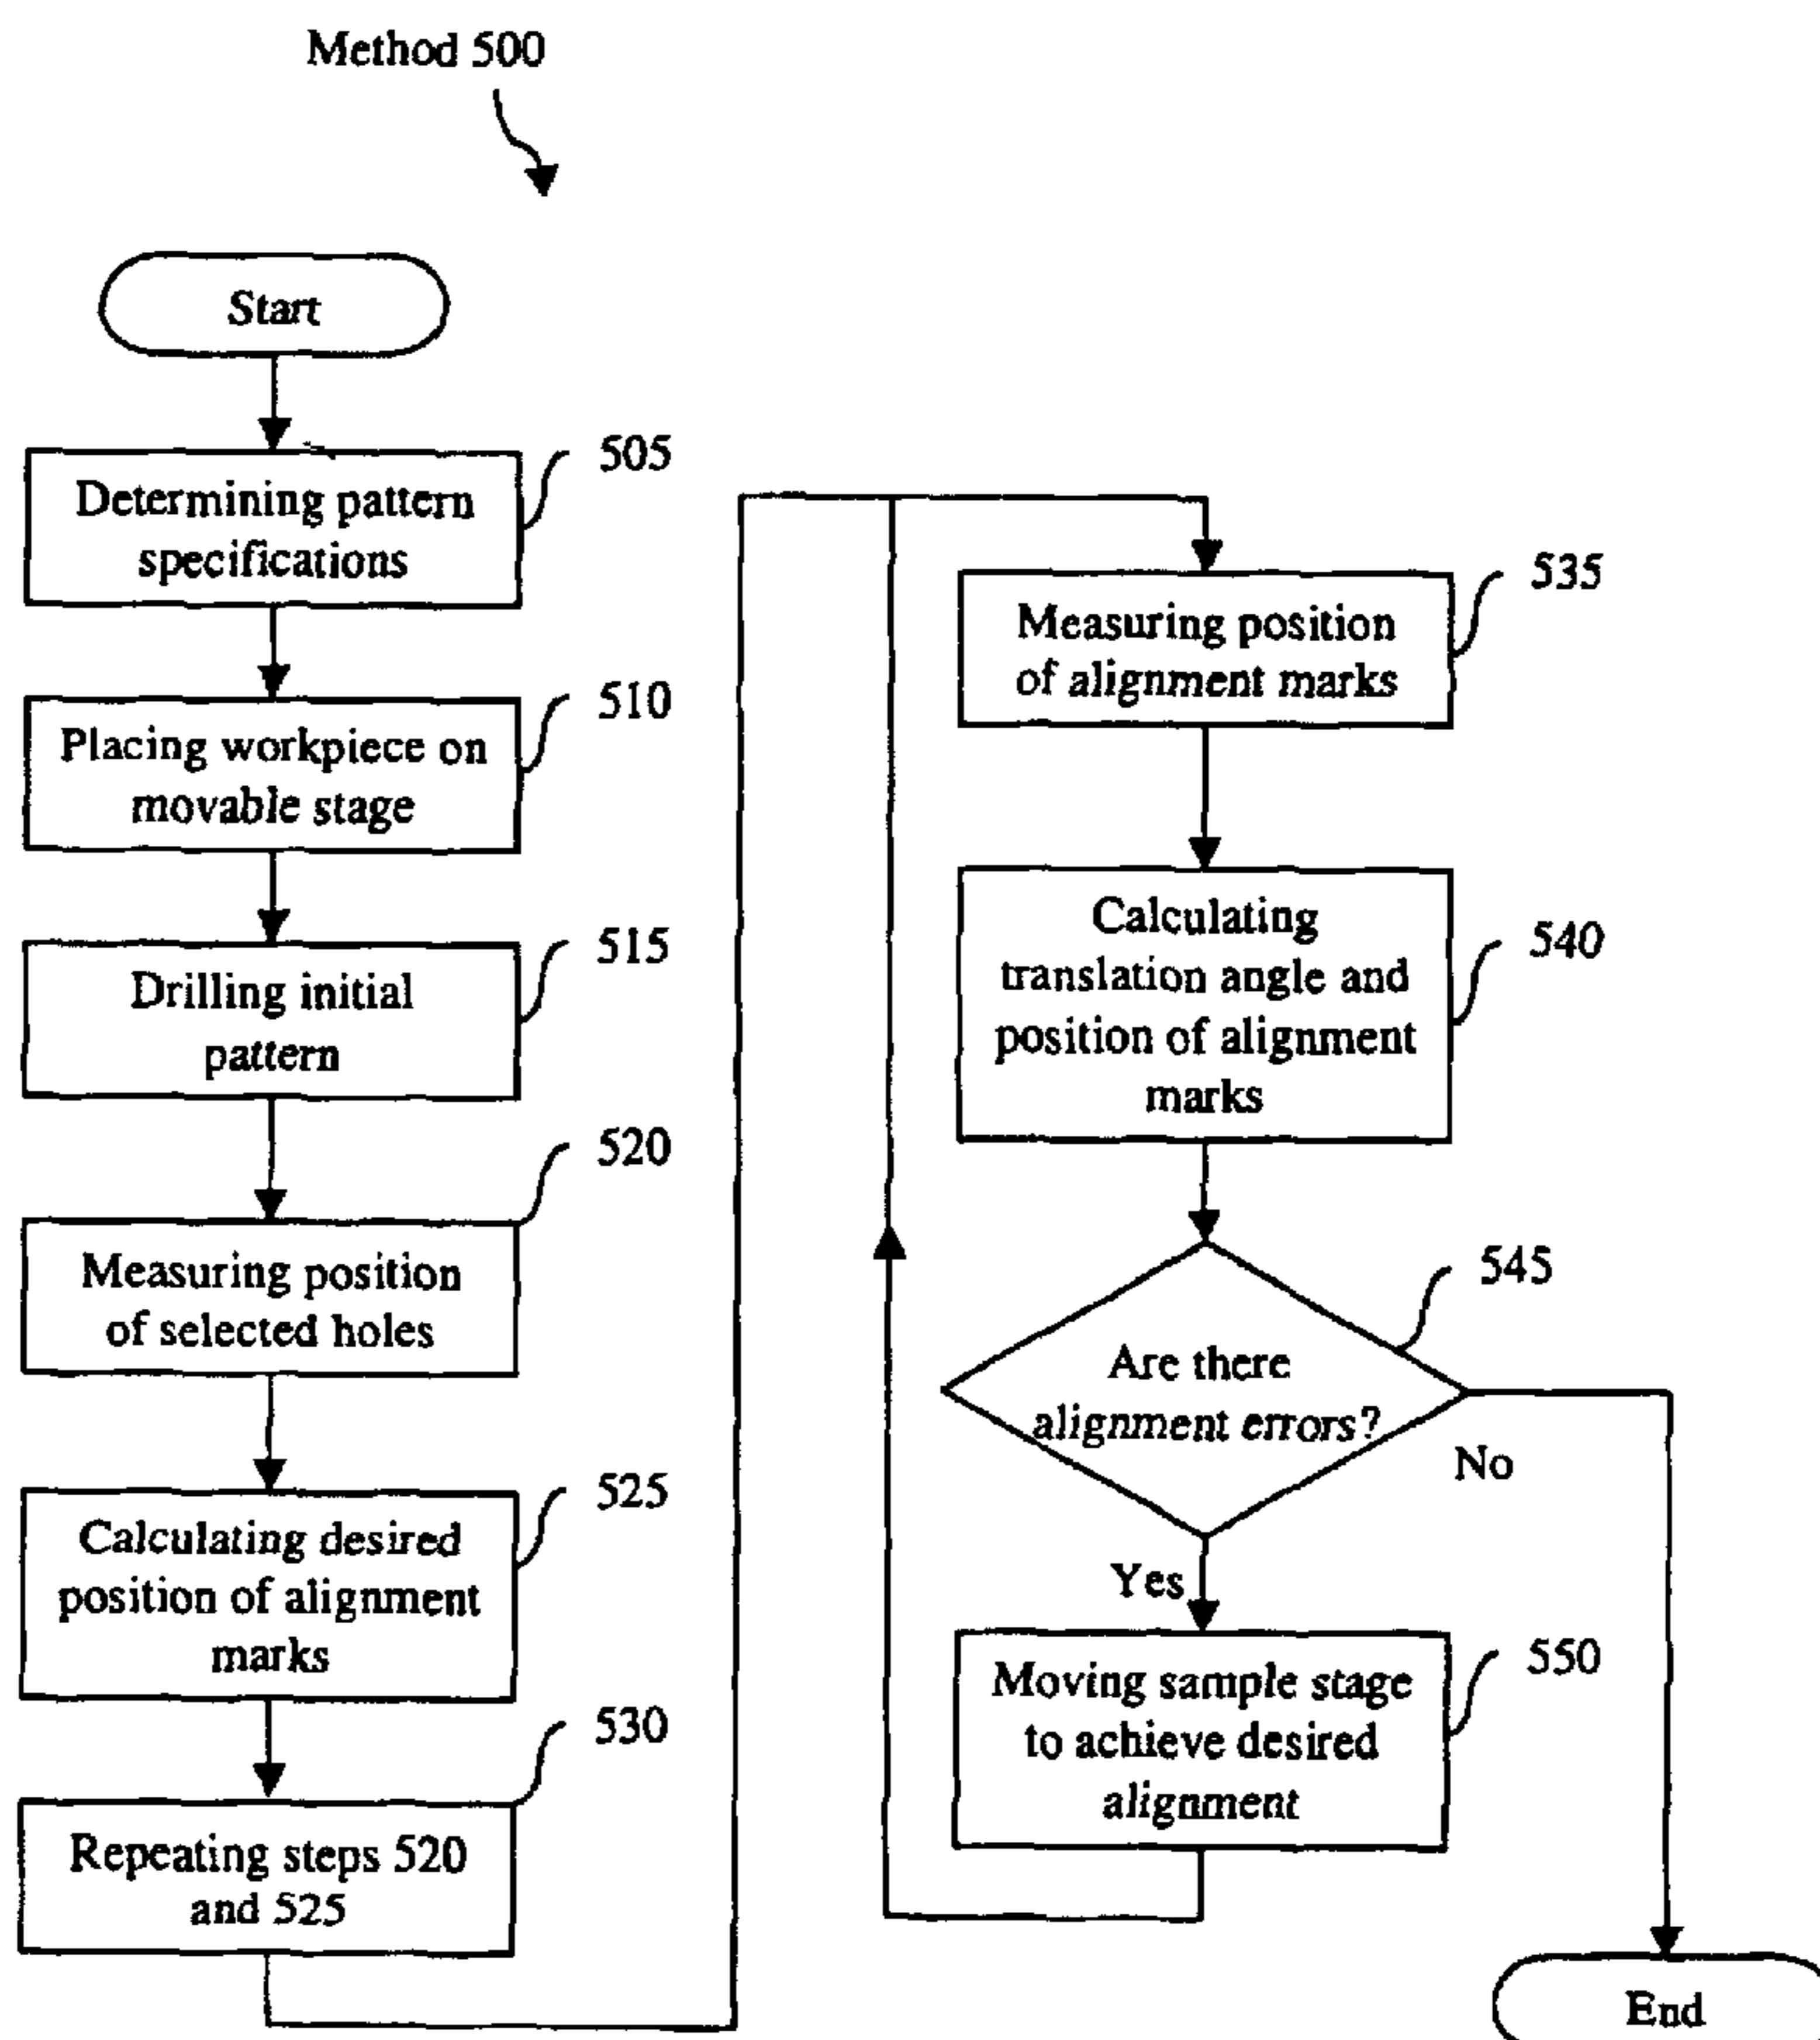 Method 500
Start
505
Determining pattern
specifications
510
Placing workpiece on
movable stage
515
Drilling initial
pattern
520
Measuring position
of selected holes
525
Calculating desired
position of alignment
marks
530
Repeating steps 520
and 525
535
Measuring position
of alignment marks
540
Calculating
translation angle and
position of alignment
marks
545
Are there
alignment errors?
No
Yes
550
Moving sample stage
to achieve desired
alignment
End